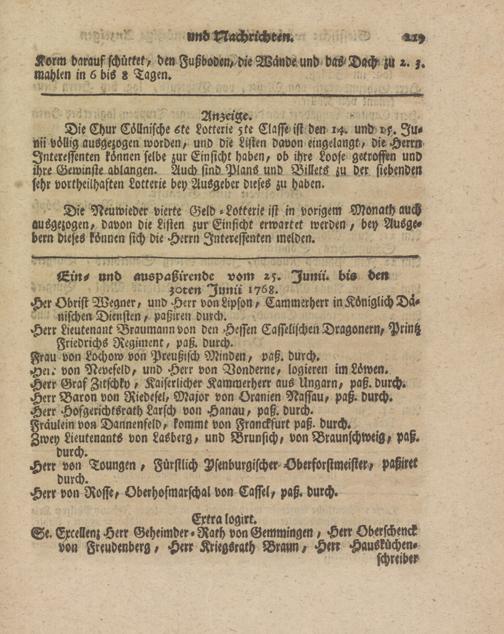 und Nachrichten. 219
Korm darauf schüttet, den Fußboden, die Wände und das Dach zu 2. 3.
mahlen in 6 bis 8 Tagen.
Anzeige.
Die Chur Cöllnische 6te Lotterie 5te Classe ist den 14. und 15. Ju-
nii völlig ausgezogen worden, und die Listen davon eingelangt, die Herrn
Interessenten können selbe zur Einsicht haben, ob ihre Loose getroffen und
ihre Gewinste ablangen. Auch sind Plans und Billets zu der siebenden
sehr vortheilhaften Lotterie bey Ausgeber dieses zu haben.
Die Neuwieder vierte Geld-Lotterie ist in vorigem Monath auch
ausgezogen, davon die Listen zur Einsicht erwartet werden, bey Ausge-
bern dieses können sich die Herrn Interessenten melden.
Ein- und auspaßirende vom 25. Junii. bis den
30ten Junii 1768.
Her Obrist Wegner, und Herr von Lipson, Cammerherr in Königlich Dä-
nischen Diensten, paßiren durch.
Herr Lieutenant Braumann von den Hessen Casselischen Dragonern, Printz
Friedrichs Regiment, paß. durch.
Frau von Lochow von Preußisch Minden, paß. durch.
Her. von Nevefeld, und Herr von Vonderne, logieren im Löwen.
Herr Graf Zitschky, Kaiserlicher Kammerherr aus Ungarn, paß. durch.
Herr Baron von Riedesel, Major von Oranien Nassau, paß. durch.
Herr Hofgerichtsrath Larsch von Hanau, paß. durch.
Fräulein von Dannenfeld, kommt von Franckfurt paß. durch.
Zwey Lieutenants von Lasberg, und Brunsich, von Braunschweig, paß.
durch.
Herr von Toungen, Fürstlich Ysenburgischer Oberforstmeister, paßiret
durch.
Herr von Rosse, Oberhofmarschal von Cassel, paß. durch.
Extra logirt.
Se. Excellenz Herr Geheimder-Rath von Gemmingen, Herr Oberschenck
von Freudenberg, Herr Kriegsrath Braun, Herr Hausküchen-
schreiber